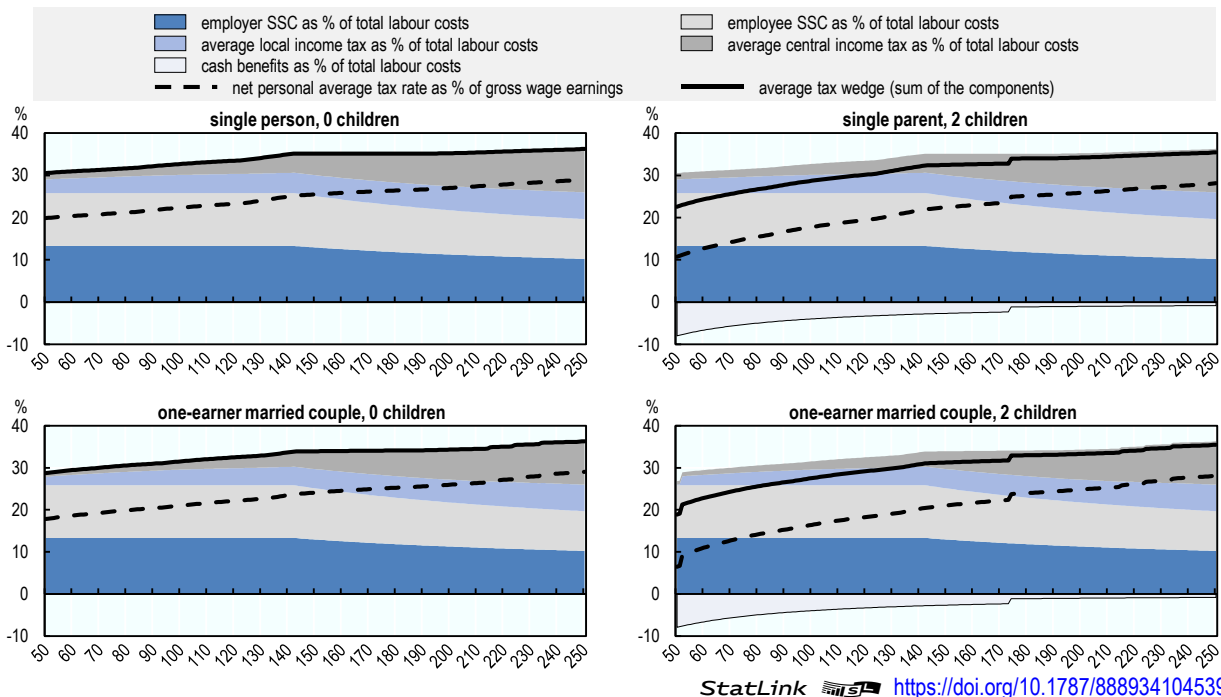 employer SSC as % of total labour costs
employee SSC as % of total labour costs
average local income tax as % of total labour costs
average central income tax as % of total labour costs
cash benefits as % of total labour costs
net personal average tax rate as % of gross wage earnings
average tax wedge (sum of the components)
%
single person, 0 children
40
30
20
10
0
-10
50 60 70 80 90 100 110 120 130 140 150 160 170 180 190 200 210 220 230 240 250
%
single parent, 2 children
40
30
20
10
0
-10
50 60 70 80 90 100 110 120 130 140 150 160 170 180 190 200 210 220 230 240 250
%
one-earner married couple, 0 children
40
30
20
10
0
-10
50 60 70 80 90 100 110 120 130 140 150 160 170 180 190 200 210 220 230 240 250
%
one-earner married couple, 2 children
40
30
20
10
0
-10
50 60 70 80 90 100 110 120 130 140 150 160 170 180 190 200 210 220 230 240 250
StatLink https://doi.org/10.1787/888934104539